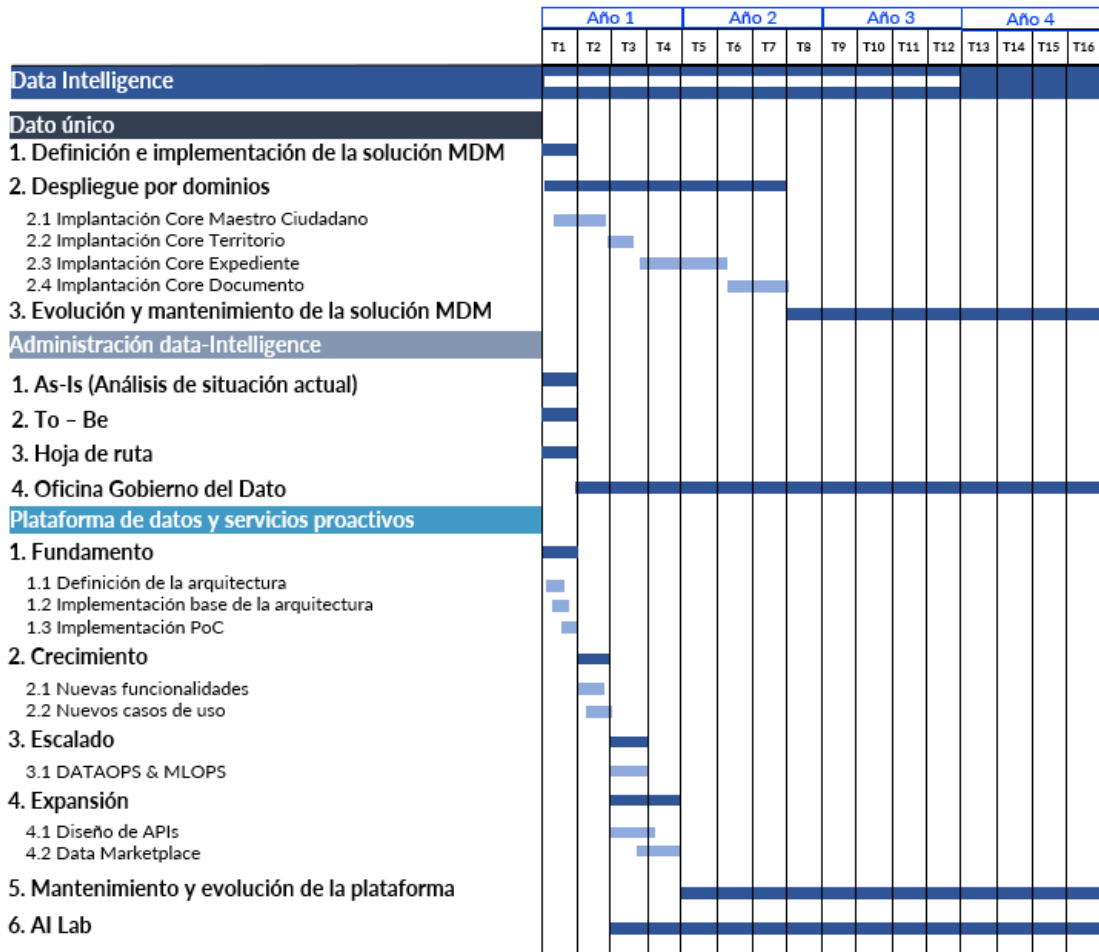 Año 1 Año 2 Año 3 Año 4
T1 T2 T3 T4 T5 T6 T7 T8 T9 T10 T11 T12 T13 T14 T15 T16
Data Intelligence
Dato único
1. Definición e implementación de la solución MDM
2. Despliegue por dominios
2.1 Implantación Core Maestro Ciudadano
2.2 Implantación Core Territorio
2.3 Implantación Core Expediente
2.4 Implantación Core Documento
3. Evolución y mantenimiento de la solución MDM
Administración data-Intelligence
1. As-Is (Análisis de situación actual)
2. To – Be
3. Hoja de ruta
4. Oficina Gobierno del Dato
Plataforma de datos y servicios proactivos
1. Fundamento
1.1 Definición de la arquitectura
1.2 Implementación base de la arquitectura
1.3 Implementación PoC
2. Crecimiento
2.1 Nuevas funcionalidades
2.2 Nuevos casos de uso
3. Escalado
3.1 DATAOPS & MLOPS
4. Expansión
4.1 Diseño de APIs
4.2 Data Marketplace
5. Mantenimiento y evolución de la plataforma
6. AI Lab